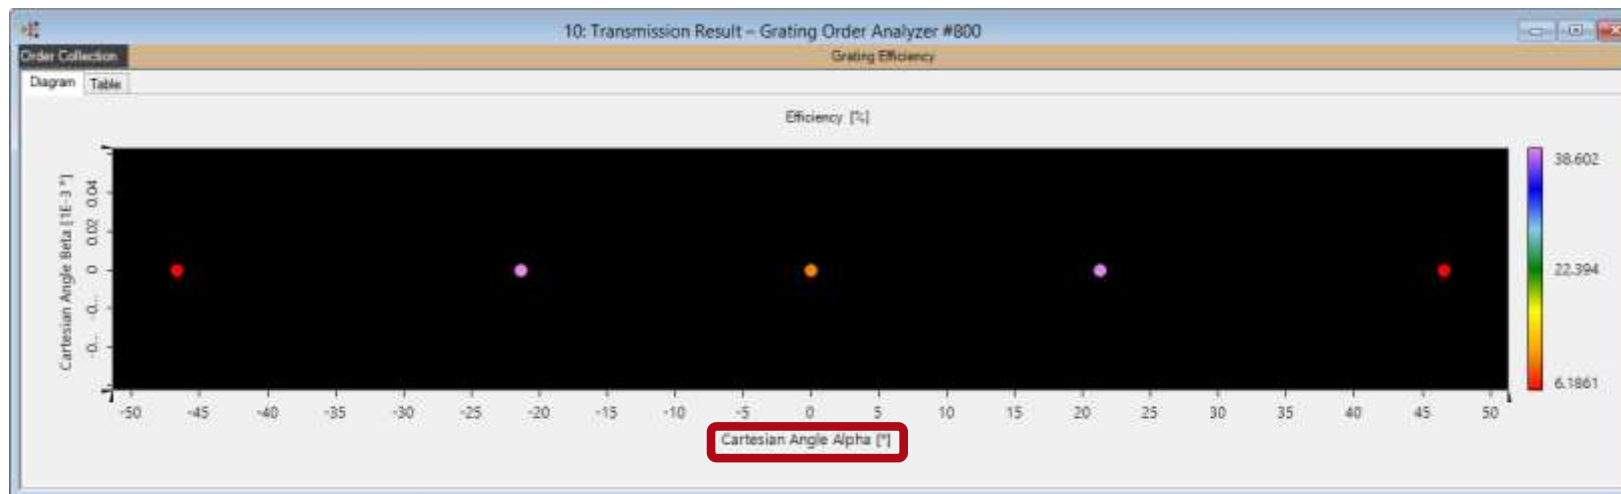 10: Transmission Result – Grating Order Analyzer #800
Order Collection
Grating Efficiency
Diagram Table
Efficiency [%]
Cartesian Angle Beta [1E-3 °]
0.04
0.02
0
-0...
-0...
38.602
22.394
6.1861
-50 -45 -40 -35 -30 -25 -20 -15 -10 -5 0 5 10 15 20 25 30 35 40 45 50
Cartesian Angle Alpha [°]